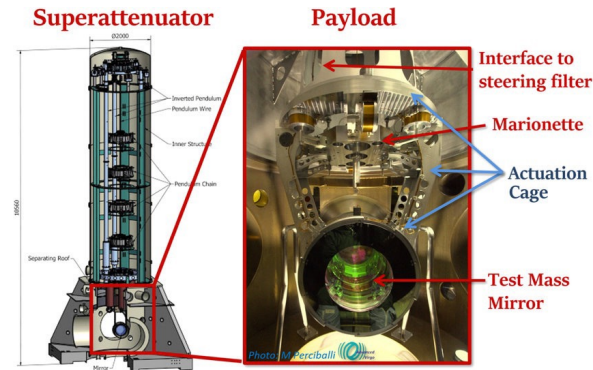 Superattenuator
Payload
Ø2000
Inverted Pendulum
Pendulum Wire
Inner Structure
Pendulum Chain
10560
Separating Roof
Mirror
Interface to
steering filter
Marionette
Actuation
Cage
Test Mass
Mirror
Photo: M Perciballi